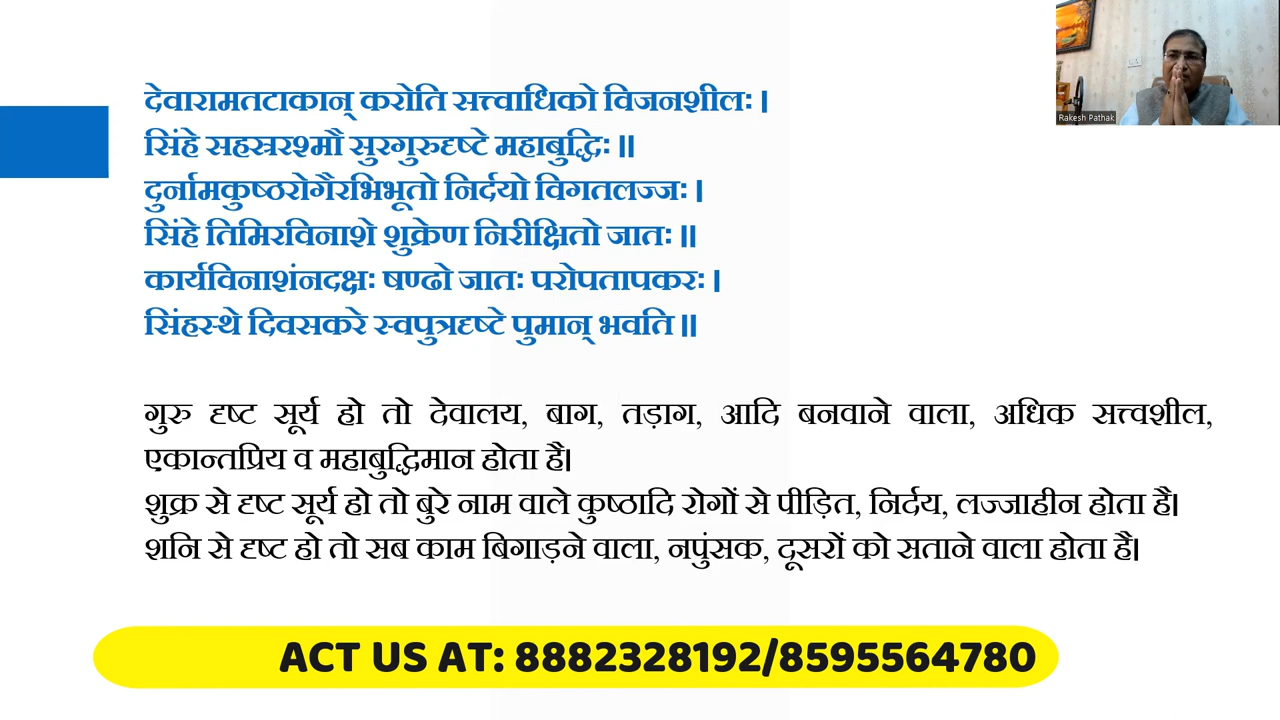 देवारामतटाकान् करोति सत्त्वाधिको विजनशीलः ।
सिंहे सहस्ररश्मौ सुरगुरुदृष्टे महाबुद्धिः ॥
दुर्नामकुष्ठरोगैरभिभूतो निर्दयो विगतलज्जः ।
सिंहे तिमिरविनाशे शुक्रेण निरीक्षितो जातः ॥
कार्यविनाशंनदक्षः षण्ढो जातः परोपतापकरः ।
सिंहस्थे दिवसकरे स्वपुत्रदृष्टे पुमान् भवति ॥
गुरु दृष्ट सूर्य हो तो देवालय, बाग, तड़ाग, आदि बनवाने वाला, अधिक सत्त्वशील,
एकान्तप्रिय व महाबुद्धिमान होता है।
शुक्र से दृष्ट सूर्य हो तो बुरे नाम वाले कुष्ठादि रोगों से पीड़ित, निर्दय, लज्जाहीन होता है।
शनि से दृष्ट हो तो सब काम बिगाड़ने वाला, नपुंसक, दूसरों को सताने वाला होता है।
ACT US AT: 8882328192/8595564780
Rakesh Pathak